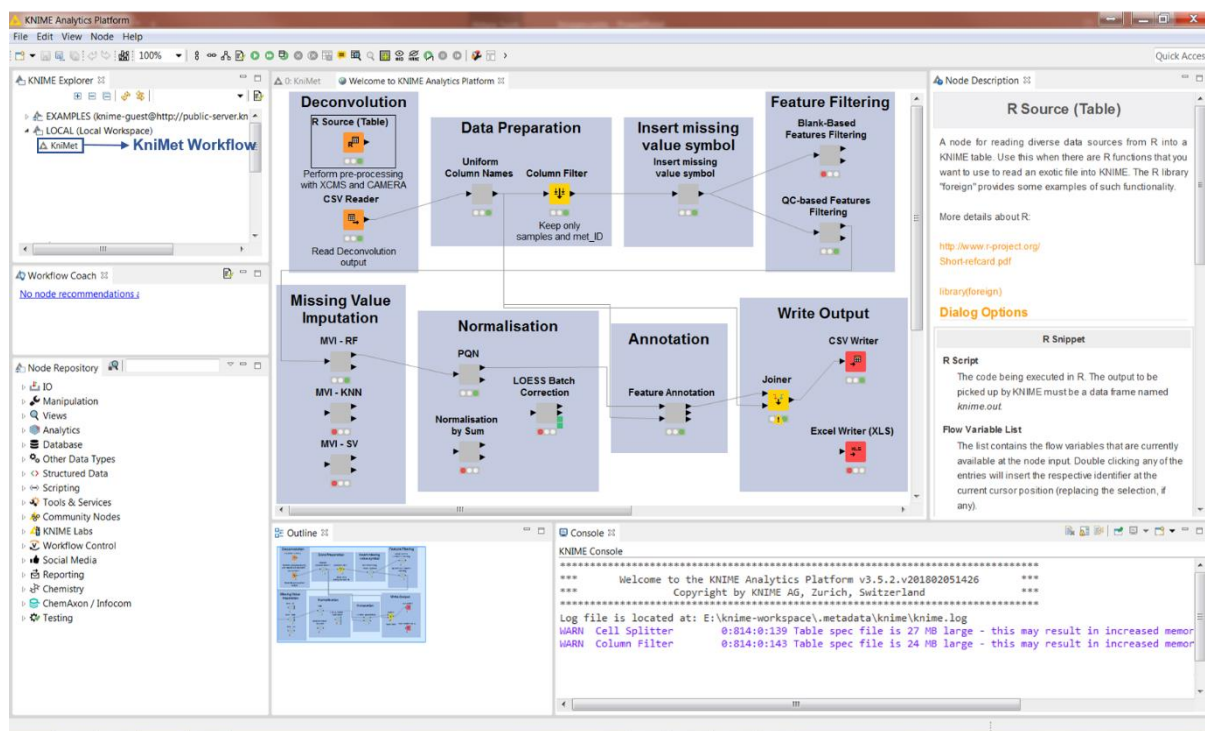 KNIME Analytics Platform
File Edit View Node Help
100%
Quick Acces
KNIME Explorer
EXAMPLES (knime-guest@http://public-server.kn
LOCAL (Local Workspace)
KniMet
KniMet Workflow
Workflow Coach
No node recommendations a
Node Repository
IO
Manipulation
Views
Analytics
Database
Other Data Types
Structured Data
Scripting
Tools & Services
Community Nodes
KNIME Labs
Workflow Control
Social Media
Reporting
Chemistry
ChemAxon / Infocom
Testing
0: KniMet
Welcome to KNIME Analytics Platform
Deconvolution
R Source (Table)
Perform pre-processing
with XCMS and CAMERA
CSV Reader
Read Deconvolution
output
Data Preparation
Uniform
Column Names
Column Filter
Keep only
samples and met_ID
Insert missing
value symbol
Insert missing
value symbol
Feature Filtering
Blank-Based
Features Filtering
QC-based Features
Filtering
Missing Value
Imputation
MVI - RF
MVI - KNN
MVI - SV
Normalisation
PQN
LOESS Batch
Correction
Normalisation
by Sum
Annotation
Feature Annotation
Write Output
CSV Writer
Joiner
Excel Writer (XLS)
XLS
Node Description
R Source (Table)
A node for reading diverse data sources from R into a
KNIME table. Use this when there are R functions that you
want to use to read an exotic file into KNIME. The R library
"foreign" provides some examples of such functionality.
More details about R:
http://www.r-project.org/
Short-refcard pdf
library(foreign)
Dialog Options
R Snippet
R Script
The code being executed in R. The output to be
picked up by KNIME must be a data frame named
knime.out.
Flow Variable List
The list contains the flow variables that are currently
available at the node input. Double clicking any of the
entries will insert the respective identifier at the
current cursor position (replacing the selection, if
any).
Outline
Console
KNIME Console
*** Welcome to the KNIME Analytics Platform v3.5.2.v201802051426 ***
*** Copyright by KNIME AG, Zurich, Switzerland ***
Log file is located at: E:\knime-workspace\.metadata\knime\knime.log
WARN Cell Splitter 0:814:0:139 Table spec file is 27 MB large - this may result in increased memor
WARN Column Filter 0:814:0:143 Table spec file is 24 MB large - this may result in increased memor